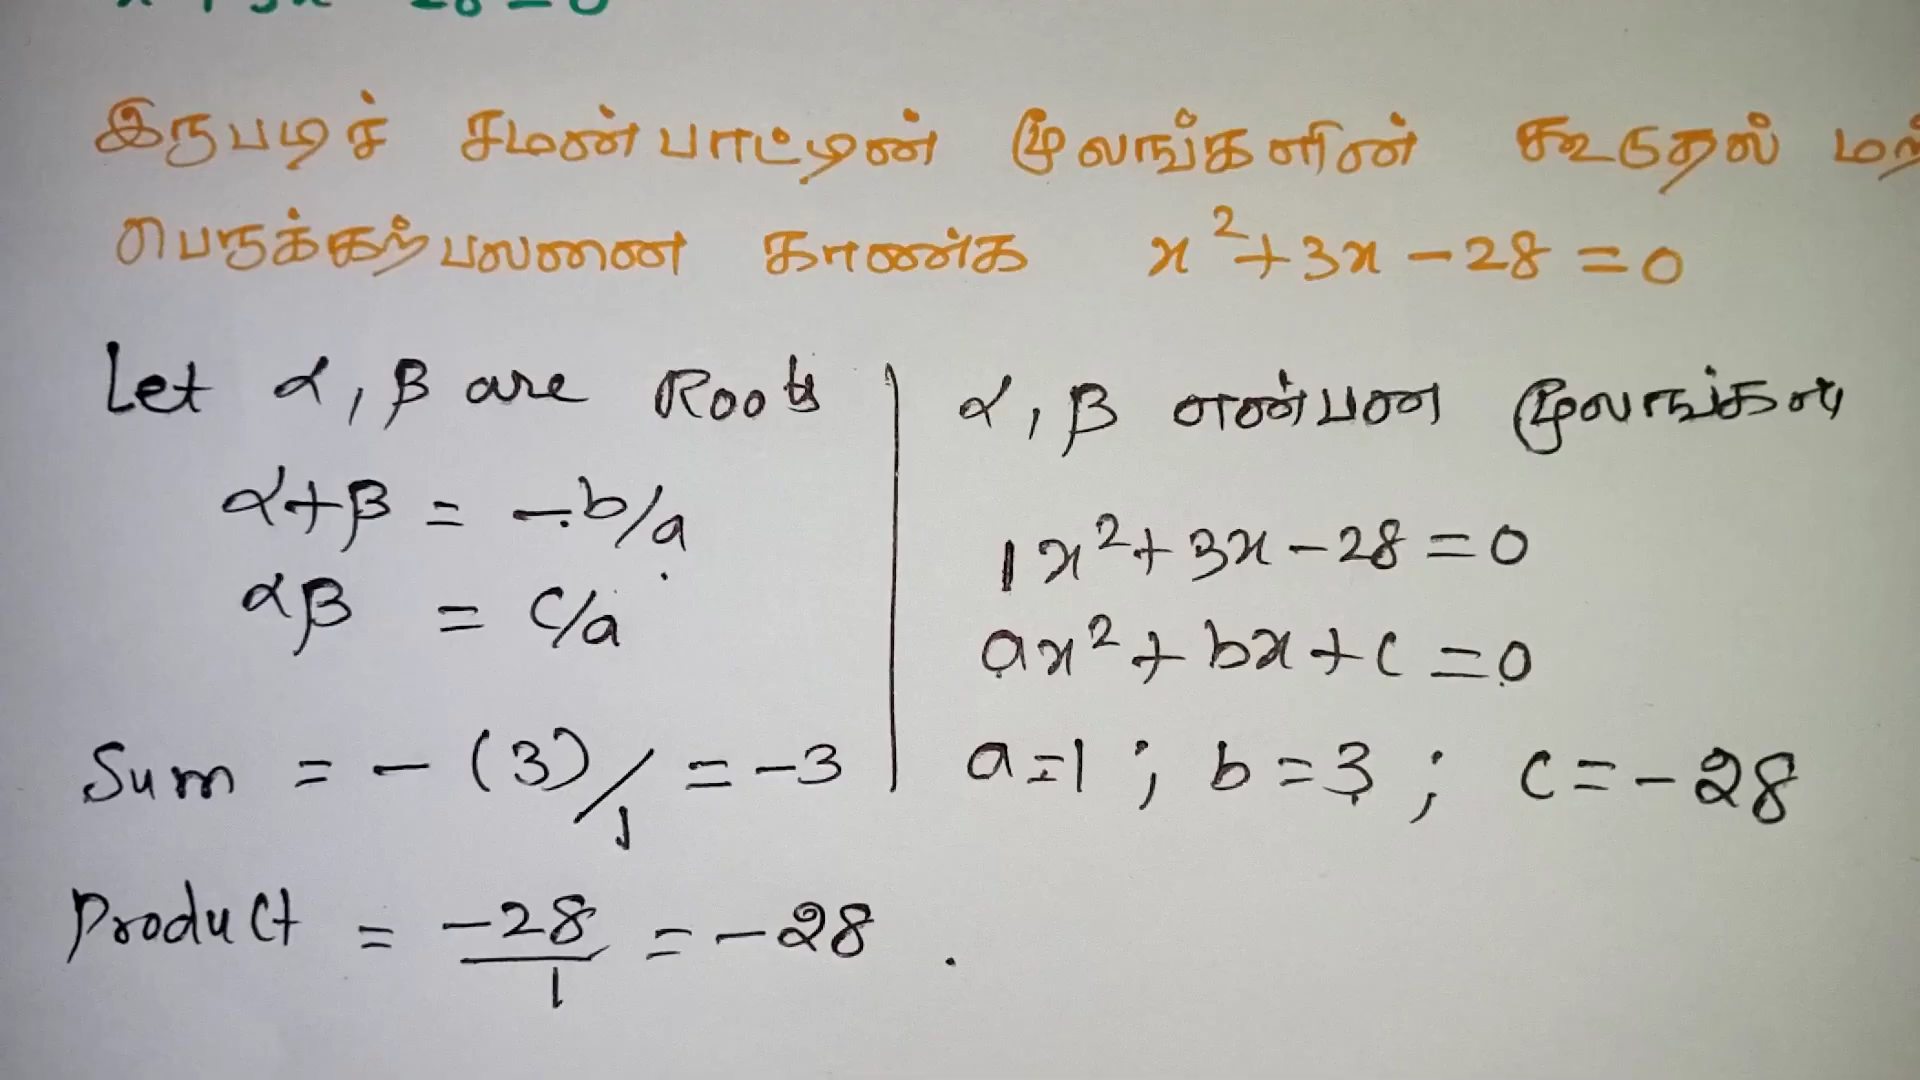 இருபடிச் சமன்பாட்டின் மூலங்களின் கூடுதல்
பெருக்கற்பலனை காண்க x²+3x-28=0
Let α, β are Roots
α+β = -b/a
αβ = c/a
Sum = -(3)/1 = -3
Product = -28/1 = -28.
α, β என்பன மூலங்கள்
1x²+3x-28=0
ax²+bx+c=0
a=1; b=3; c=-28